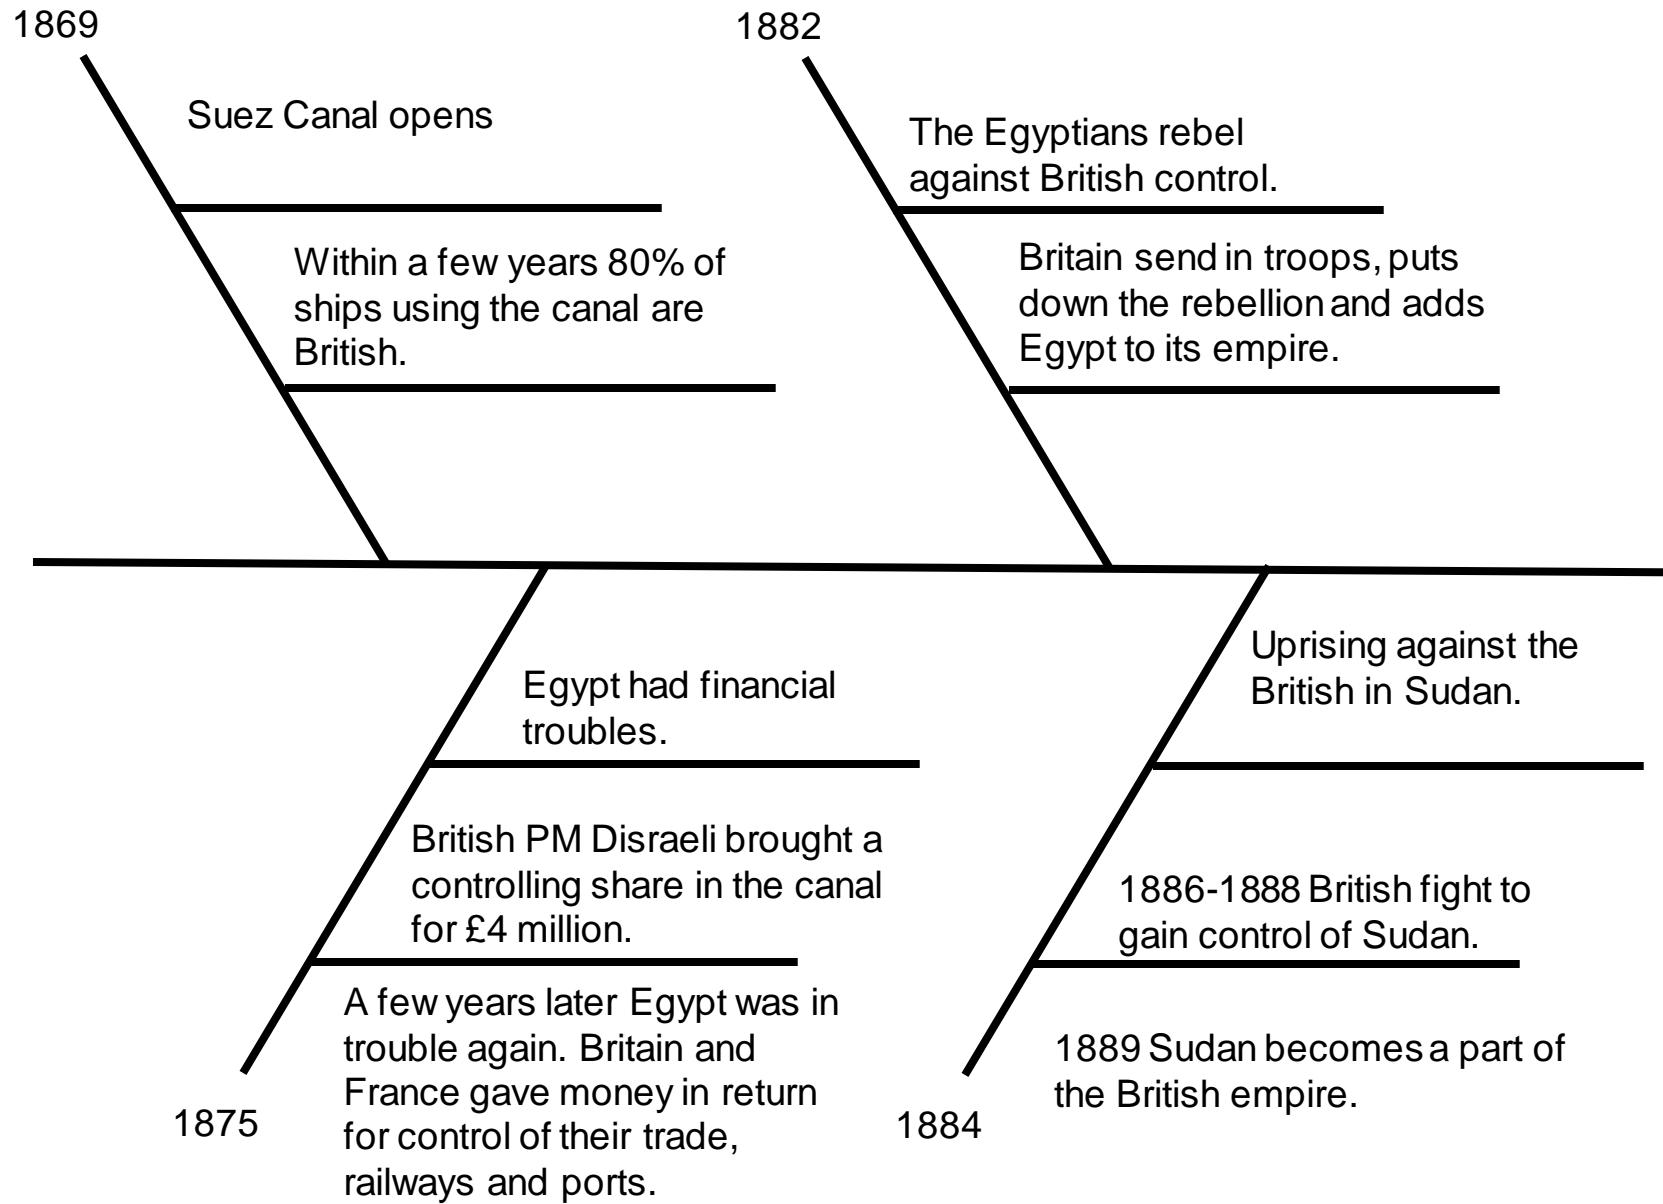 1869
Suez Canal opens
Within a few years 80% of
ships using the canal are
British.
1882
The Egyptians rebel
against British control.
Britain send in troops, puts
down the rebellion and adds
Egypt to its empire.
Egypt had financial
troubles.
British PM Disraeli brought a
controlling share in the canal
for £4 million.
A few years later Egypt was in
trouble again. Britain and
France gave money in return
for control of their trade,
railways and ports.
1875
Uprising against the
British in Sudan.
1886-1888 British fight to
gain control of Sudan.
1889 Sudan becomes a part of
the British empire.
1884